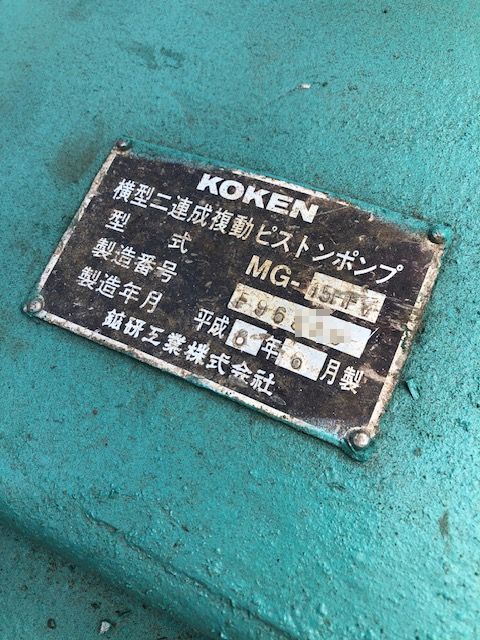 KOKEN
横型二連成複動ピストンポンプ
型式 MG-15
製造番号 F96
製造年月 平成8年6月製
鉱研工業株式会社